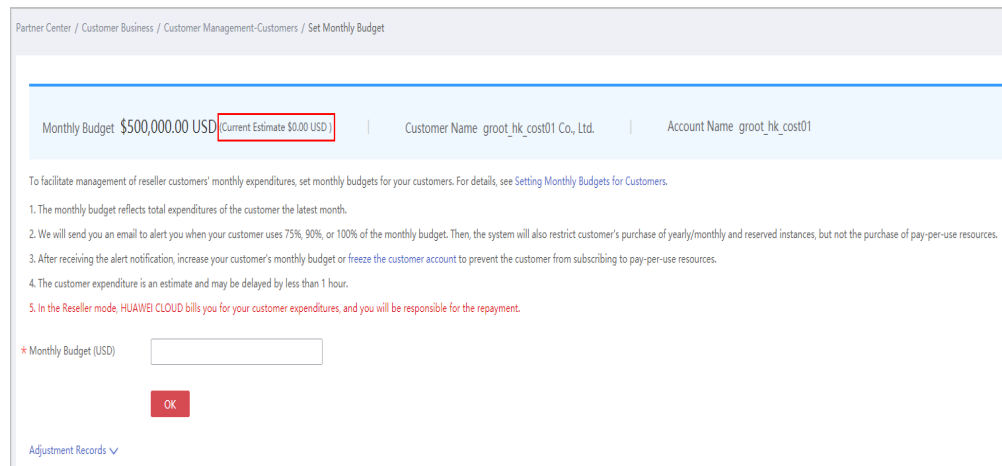 Partner Center / Customer Business / Customer Management-Customers / Set Monthly Budget
Monthly Budget $500,000.00 USD (Current Estimate $0.00 USD ) Customer Name groot_hk_cost01 Co., Ltd. Account Name groot_hk_cost01
To facilitate management of reseller customers' monthly expenditures, set monthly budgets for your customers. For details, see Setting Monthly Budgets for Customers.
1. The monthly budget reflects total expenditures of the customer the latest month.
2. We will send you an email to alert you when your customer uses 75%, 90%, or 100% of the monthly budget. Then, the system will also restrict customer's purchase of yearly/monthly and reserved instances, but not the purchase of pay-per-use resources.
3. After receiving the alert notification, increase your customer's monthly budget or freeze the customer account to prevent the customer from subscribing to pay-per-use resources.
4. The customer expenditure is an estimate and may be delayed by less than 1 hour.
5. In the Reseller mode, HUAWEI CLOUD bills you for your customer expenditures, and you will be responsible for the repayment.
* Monthly Budget (USD)
OK
Adjustment Records